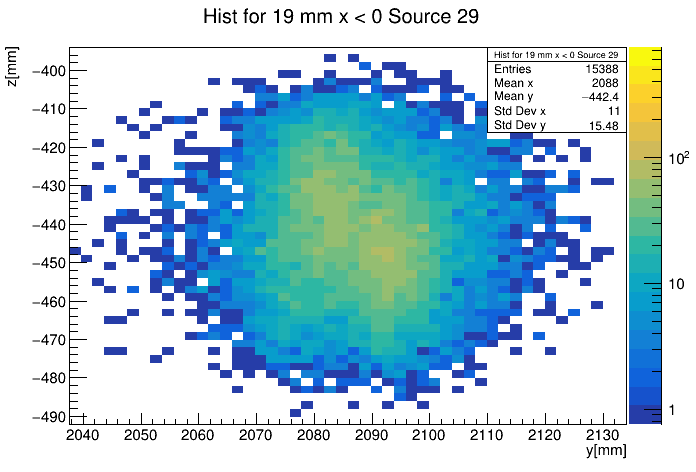 Hist for 19 mm x < 0 Source 29
z[mm]
Hist for 19 mm x < 0 Source 29
Entries 15388
Mean x 2088
Mean y −442.4
Std Dev x 11
Std Dev y 15.48
−400
−410
−420
−430
−440
−450
−460
−470
−480
−490
2040 2050 2060 2070 2080 2090 2100 2110 2120 2130
y[mm]
10²
10
1